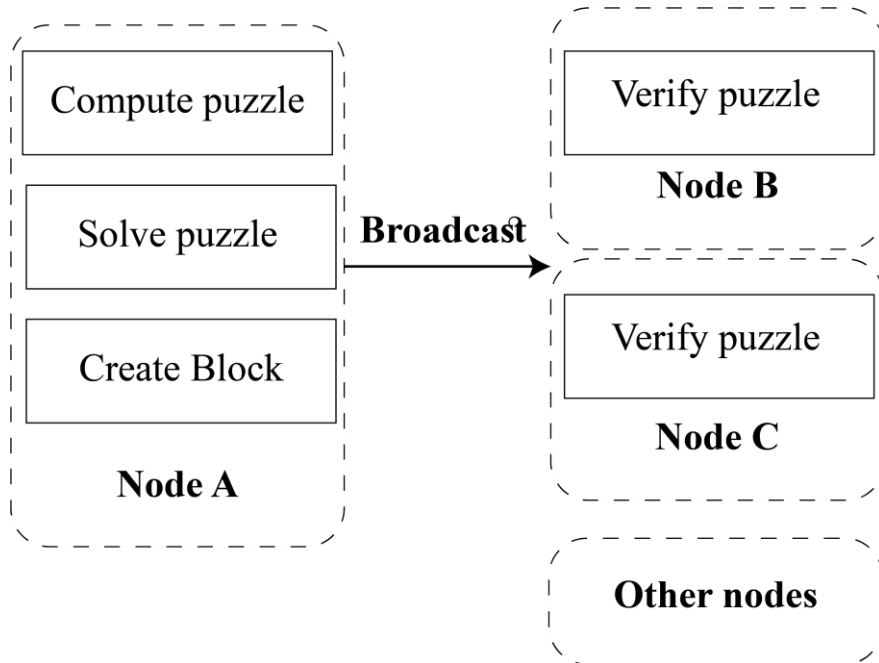 Compute puzzle
Solve puzzle
Create Block
Node A
Broadcast
Verify puzzle
Node B
Verify puzzle
Node C
Other nodes